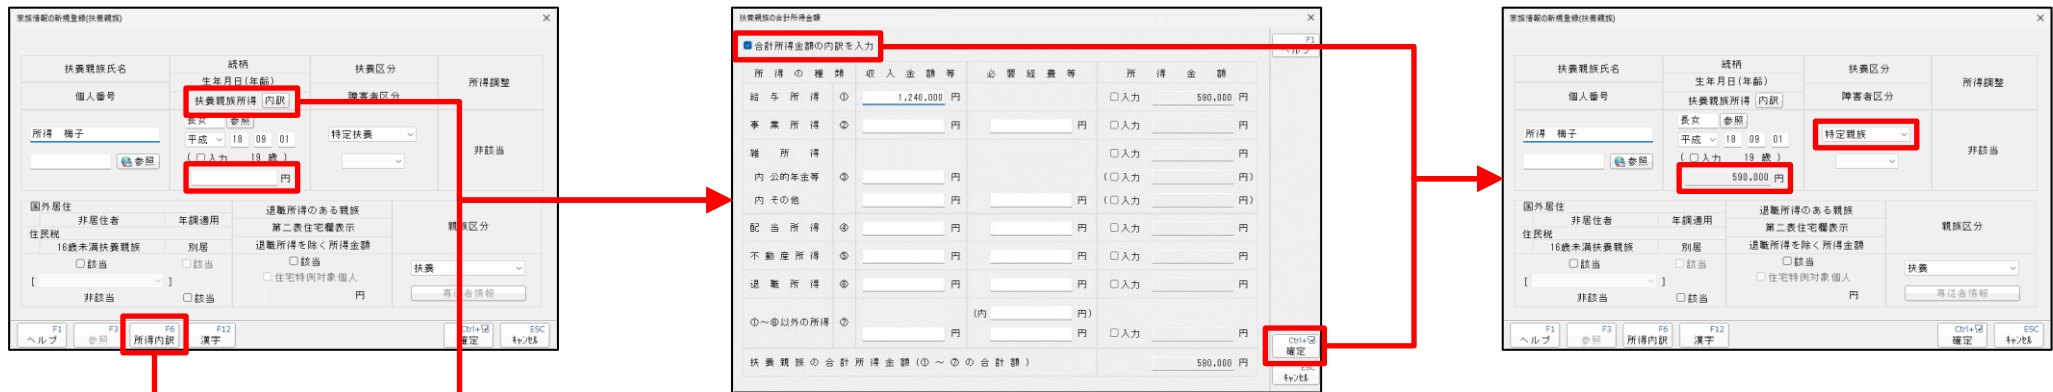 家族情報の新規登録(扶養親族)
扶養親族氏名
個人番号
続柄
生年月日(年齢)
扶養親族所得 内訳
扶養区分
障害者区分
所得調整
所得 梅子
参照
長女 参照
平成 18 09 01
(□入力 19 歳)
円
特定扶養
非該当
国外居住
非居住者 年調適用
住民税
16歳未満扶養親族 別居
□該当 □該当
[ ]
非該当 □該当
退職所得のある親族
第二表住宅欄表示
退職所得を除く所得金額
□該当
□住宅特例対象個人
円
親族区分
扶養
専従者情報
F1 ヘルプ
F3 参照
F6 所得内訳
F12 漢字
Ctrl+ 確定
ESC キャンセル
扶養親族の合計所得金額
合計所得金額の内訳を入力
F1 ヘルプ
所得の種類 収入金額等 必要経費等 所得金額
給与所得 ① 1,240,000 円 □入力 590,000 円
事業所得 ② 円 円 □入力 円
雑所得 □入力 円
内 公的年金等 ③ 円 (□入力 円)
内 その他 円 円 (□入力 円)
配当所得 ④ 円 円 □入力 円
不動産所得 ⑤ 円 円 □入力 円
退職所得 ⑥ 円 円 □入力 円
(内 円)
①~⑥以外の所得 ⑦ 円 円 □入力 円
扶養親族の合計所得金額(①~⑦の合計額) 590,000 円
Ctrl+ 確定
ESC キャンセル
家族情報の新規登録(扶養親族)
扶養親族氏名
個人番号
続柄
生年月日(年齢)
扶養親族所得 内訳
扶養区分
障害者区分
所得調整
所得 梅子
参照
長女 参照
平成 18 09 01
(□入力 19 歳)
590,000 円
特定親族
非該当
国外居住
非居住者 年調適用
住民税
16歳未満扶養親族 別居
□該当 □該当
[ ]
非該当 □該当
退職所得のある親族
第二表住宅欄表示
退職所得を除く所得金額
□該当
□住宅特例対象個人
円
親族区分
扶養
専従者情報
F1 ヘルプ
F3 参照
F6 所得内訳
F12 漢字
Ctrl+ 確定
ESC キャンセル